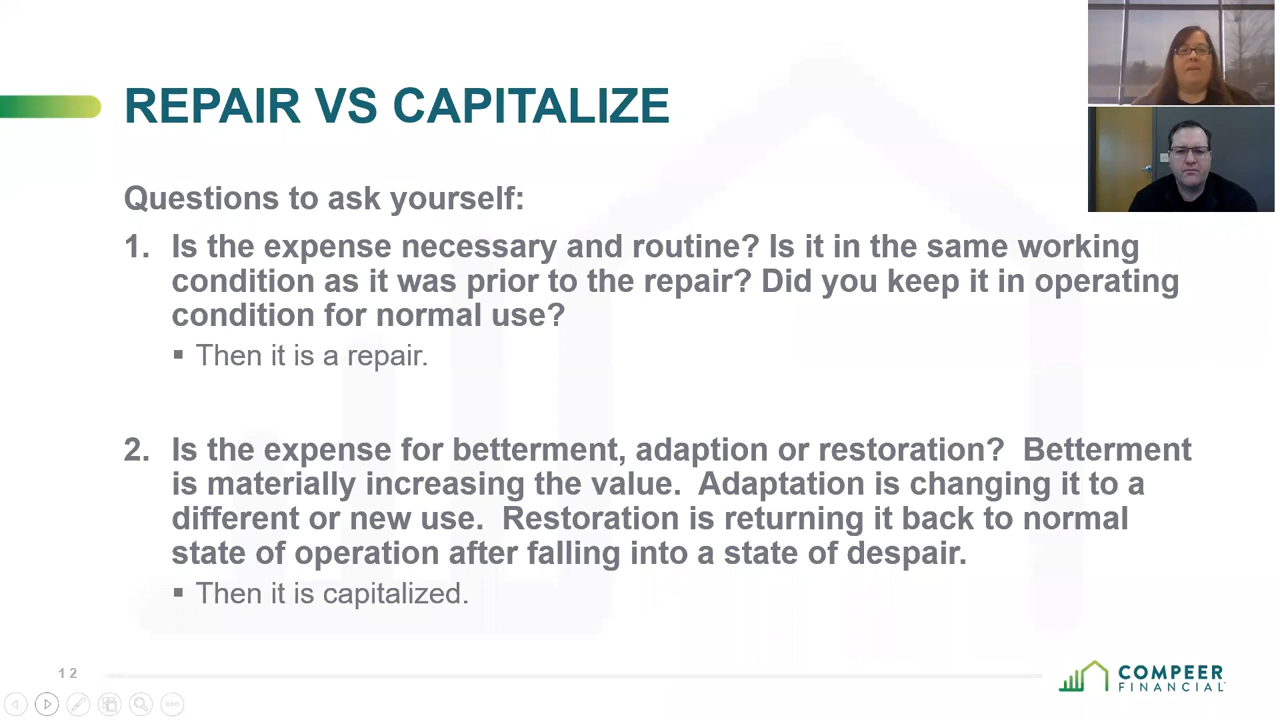 REPAIR VS CAPITALIZE
Questions to ask yourself:
1. Is the expense necessary and routine? Is it in the same working
condition as it was prior to the repair? Did you keep it in operating
condition for normal use?
▪ Then it is a repair.
2. Is the expense for betterment, adaption or restoration?  Betterment
is materially increasing the value.  Adaptation is changing it to a
different or new use.  Restoration is returning it back to normal
state of operation after falling into a state of despair.
▪ Then it is capitalized.
12
COMPEER
FINANCIAL